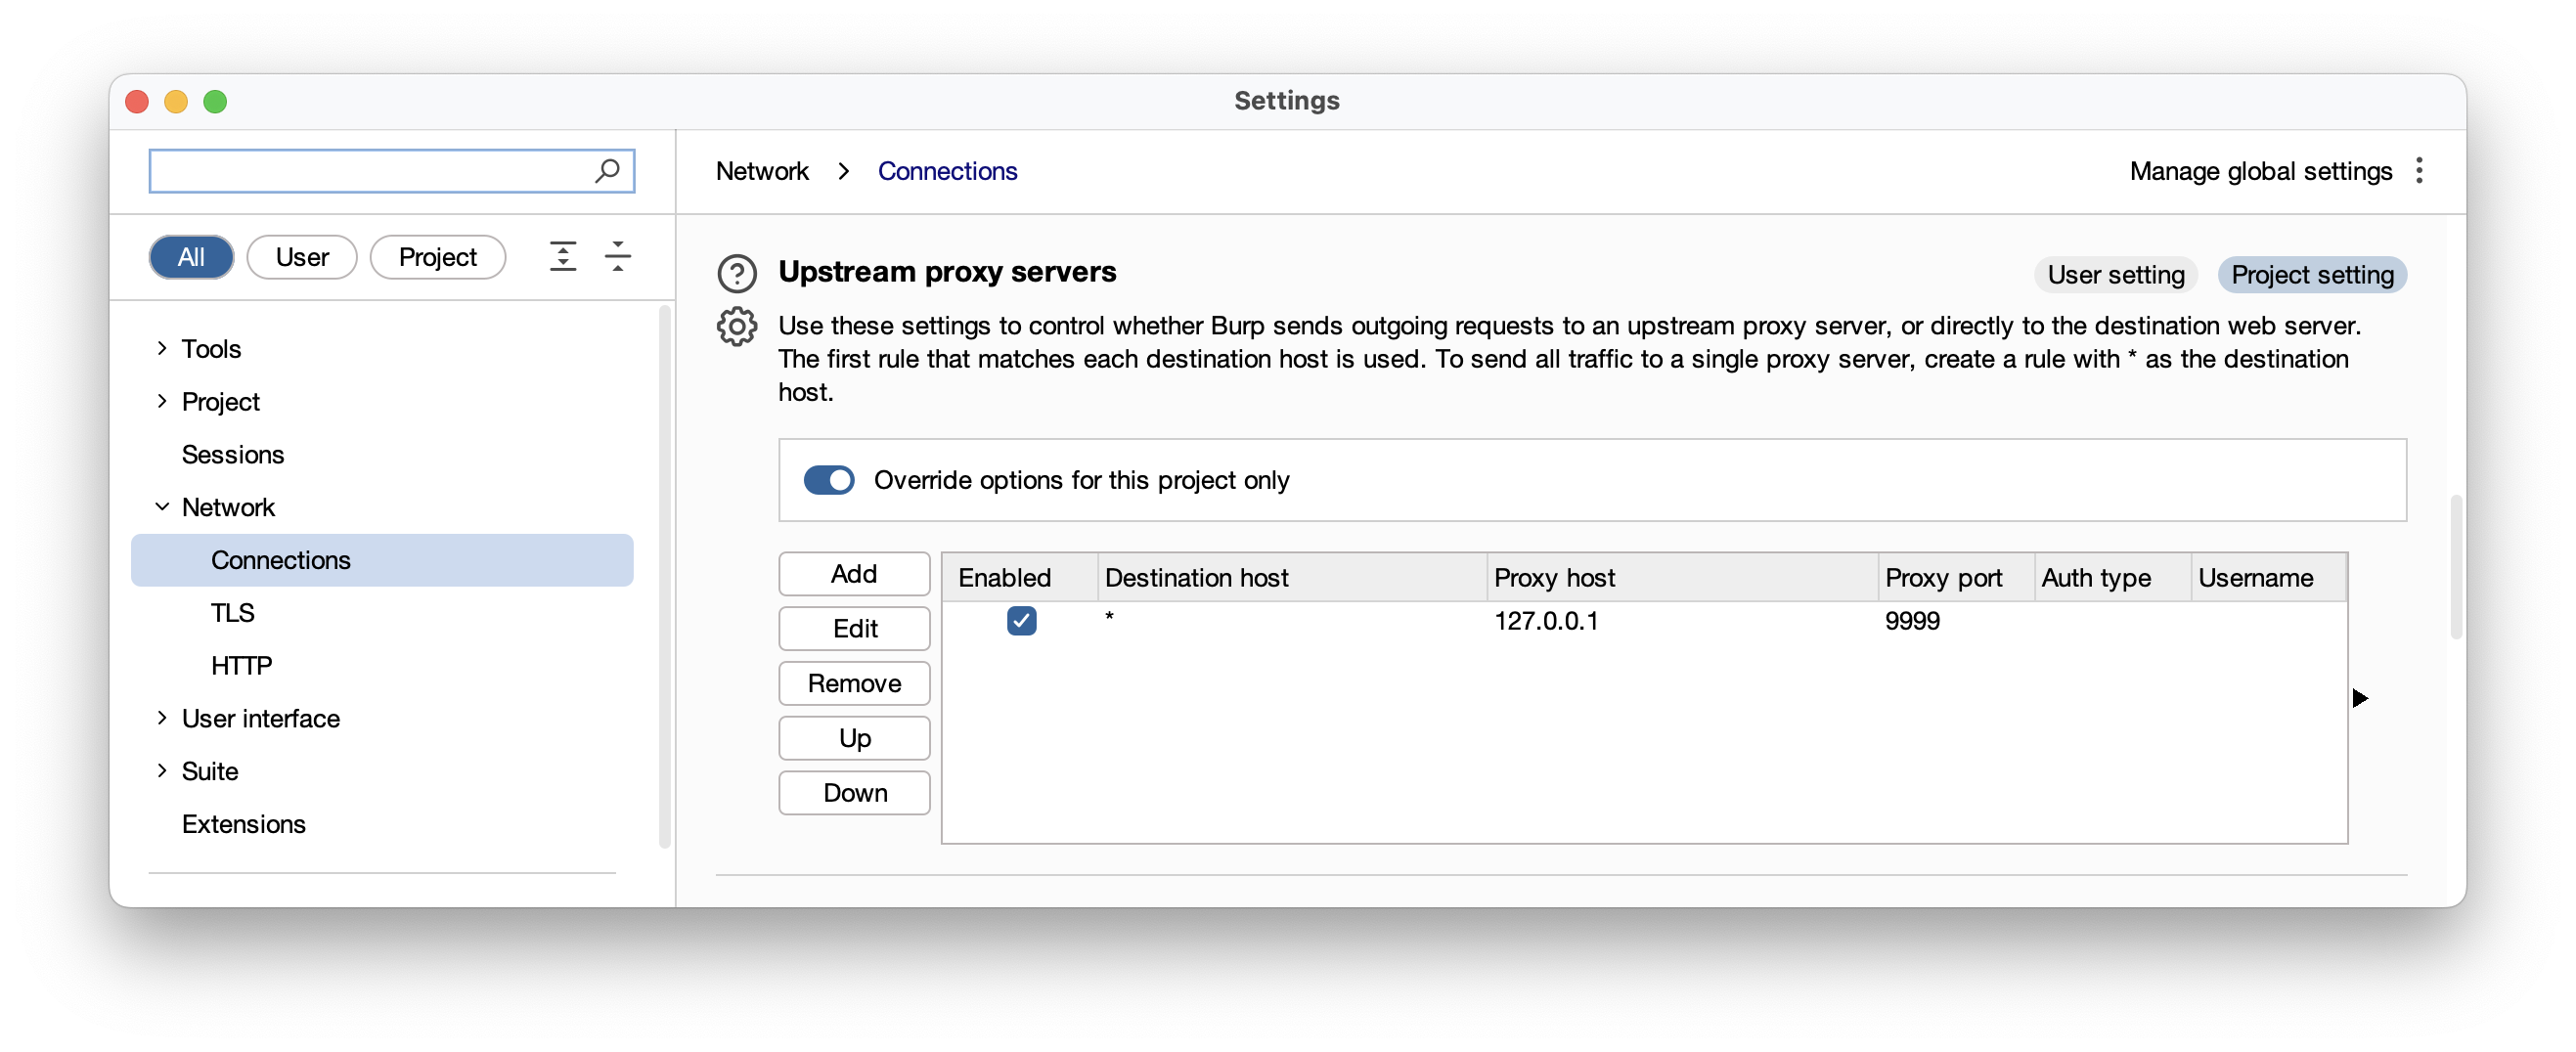 Settings
Network > Connections
Manage global settings
All
User
Project
Tools
Project
Sessions
Network
Connections
TLS
HTTP
User interface
Suite
Extensions
Upstream proxy servers
User setting
Project setting
Use these settings to control whether Burp sends outgoing requests to an upstream proxy server, or directly to the destination web server.
The first rule that matches each destination host is used. To send all traffic to a single proxy server, create a rule with * as the destination
host.
Override options for this project only
Add
Edit
Remove
Up
Down
Enabled Destination host Proxy host Proxy port Auth type Username
* 127.0.0.1 9999